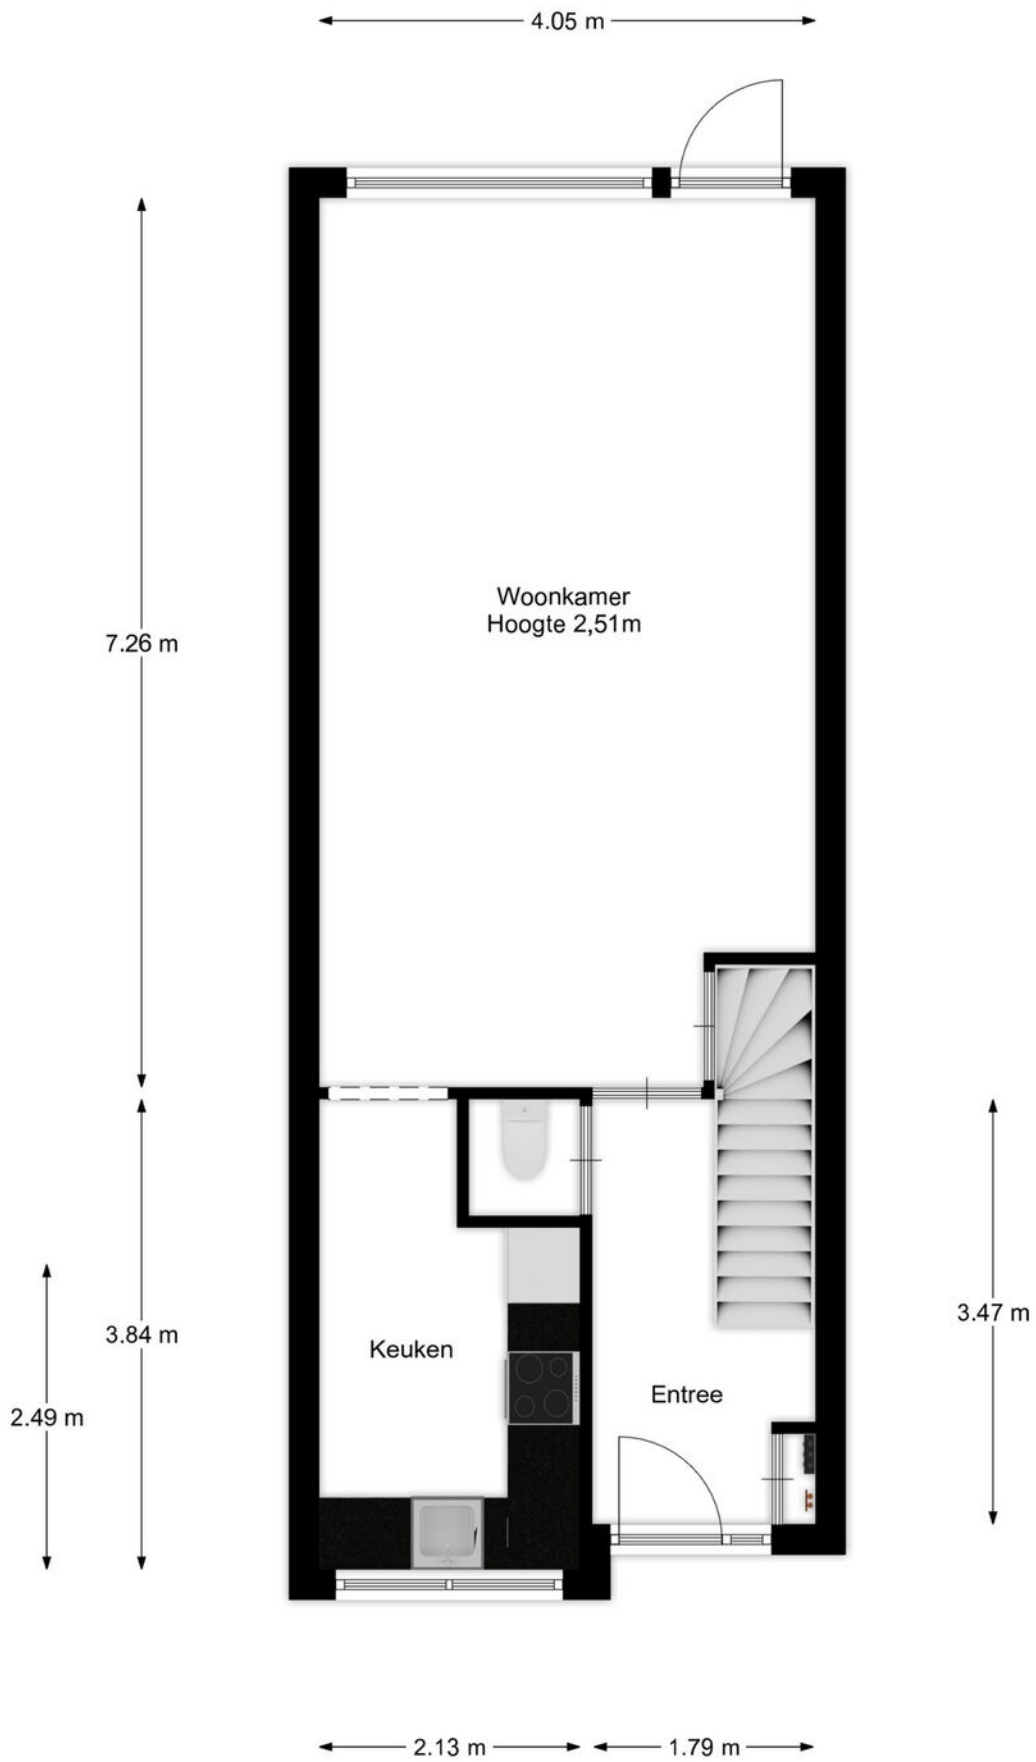 4.05 m
Woonkamer
Hoogte 2,51m
7.26 m
3.47 m
3.84 m
Keuken
Entree
2.49 m
2.13 m
1.79 m